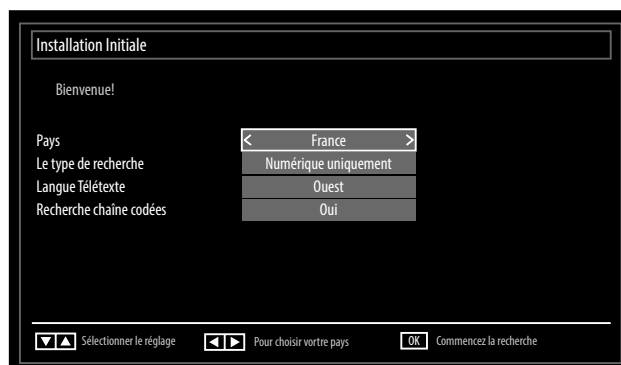 Installation Initiale
Bienvenue!
Pays < France >
Le type de recherche Numérique uniquement
Langue Télétexte Ouest
Recherche chaîne codées Oui
Sélectionner le réglage Pour choisir vortre pays OK Commencez la recherche